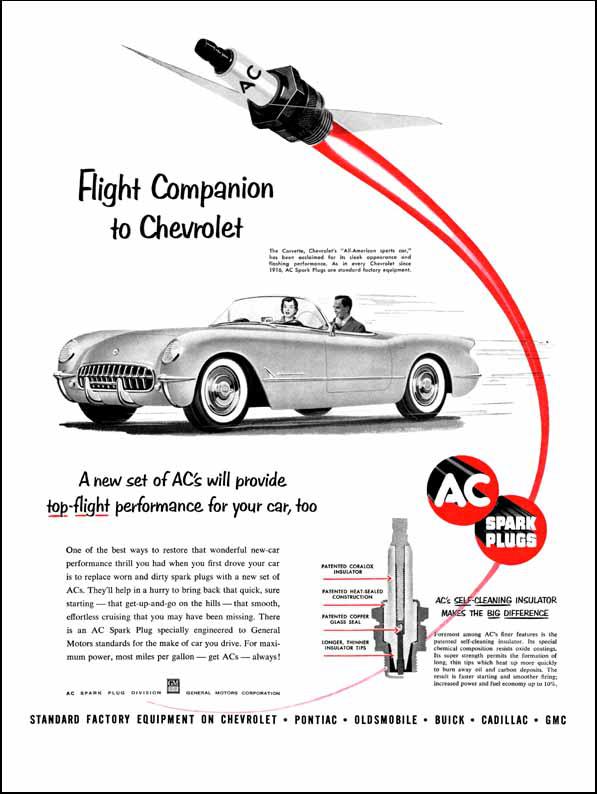 AC
Flight Companion
to Chevrolet
The Corvette, Chevrolet's "All-American sports car,"
has been acclaimed for its sleek appearance and
flashing performance. As in every Chevrolet since
1916, AC Spark Plugs are standard factory equipment.
A new set of AC's will provide
top-flight performance for your car, too
AC
SPARK
PLUGS
One of the best ways to restore that wonderful new-car
performance thrill you had when you first drove your car
is to replace worn and dirty spark plugs with a new set of
ACs. They'll help in a hurry to bring back that quick, sure
starting — that get-up-and-go on the hills — that smooth,
effortless cruising that you may have been missing. There
is an AC Spark Plug specially engineered to General
Motors standards for the make of car you drive. For maxi-
mum power, most miles per gallon — get ACs — always!
PATENTED CORALOX
INSULATOR
PATENTED HEAT-SEALED
CONSTRUCTION
PATENTED COPPER
GLASS SEAL
LONGER, THINNER
INSULATOR TIPS
AC's SELF-CLEANING INSULATOR
MAKES THE BIG DIFFERENCE
Foremost among AC's finer features is the
patented self-cleaning insulator. Its special
chemical composition resists oxide coatings.
Its super strength permits the formation of
long, thin tips which heat up more quickly
to burn away oil and carbon deposits. The
result is faster starting and smoother firing;
increased power and fuel economy up to 10%.
AC SPARK PLUG DIVISION GM GENERAL MOTORS CORPORATION
STANDARD FACTORY EQUIPMENT ON CHEVROLET • PONTIAC • OLDSMOBILE • BUICK • CADILLAC • GMC